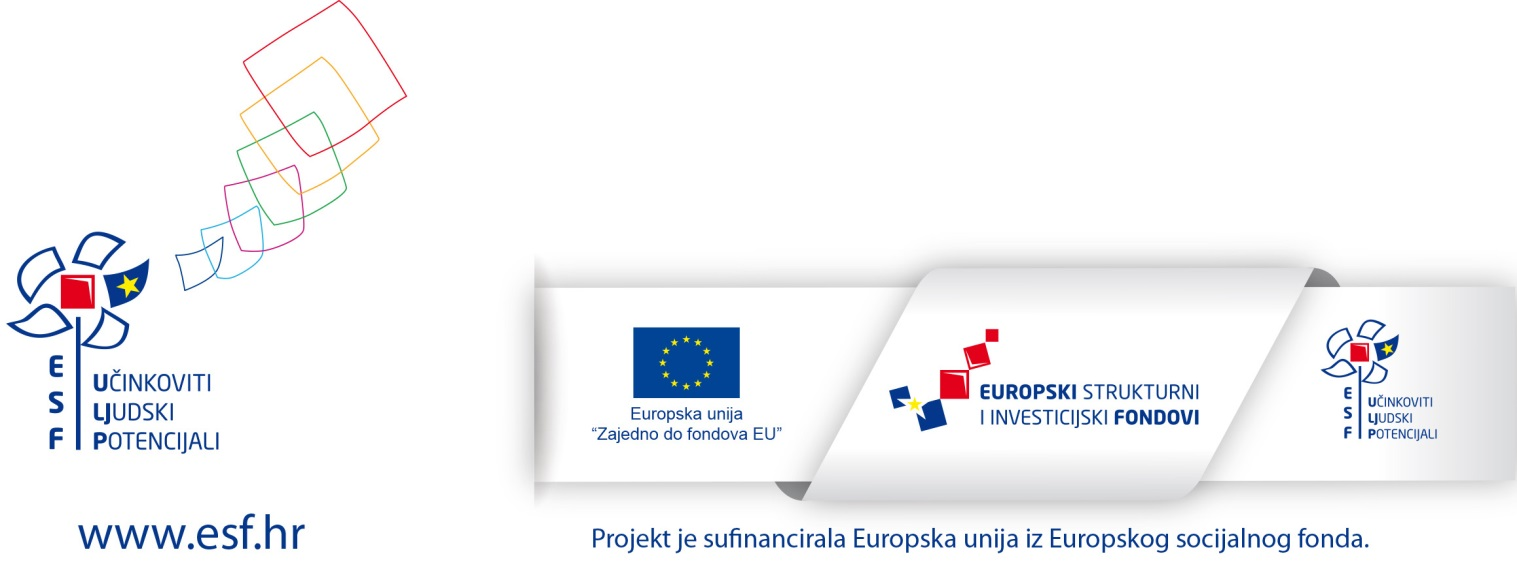 E S F
UČINKOVITI
LJUDSKI
POTENCIJALI
www.esf.hr
Europska unija
“Zajedno do fondova EU”
EUROPSKI STRUKTURNI
I INVESTICIJSKI FONDOVI
E S F
UČINKOVITI
LJUDSKI
POTENCIJALI
Projekt je sufinancirala Europska unija iz Europskog socijalnog fonda.